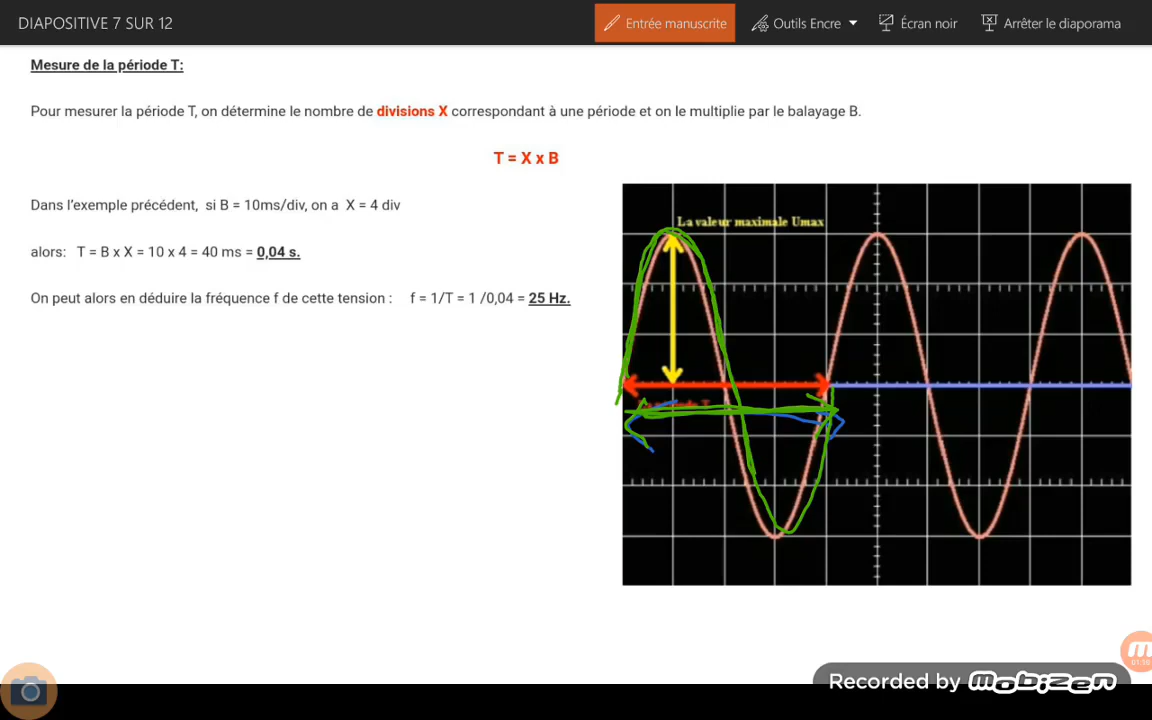 DIAPOSITIVE 7 SUR 12
Entrée manuscrite
Outils Encre
Écran noir
Arrêter le diaporama
Mesure de la période T:
Pour mesurer la période T, on détermine le nombre de divisions X correspondant à une période et on le multiplie par le balayage B.
T = X x B
Dans l'exemple précédent, si B = 10ms/div, on a X = 4 div
alors: T = B x X = 10 x 4 = 40 ms = 0,04 s.
On peut alors en déduire la fréquence f de cette tension : f = 1/T = 1 /0,04 = 25 Hz.
La valeur maximale Umax
01:30
Recorded by mobizen